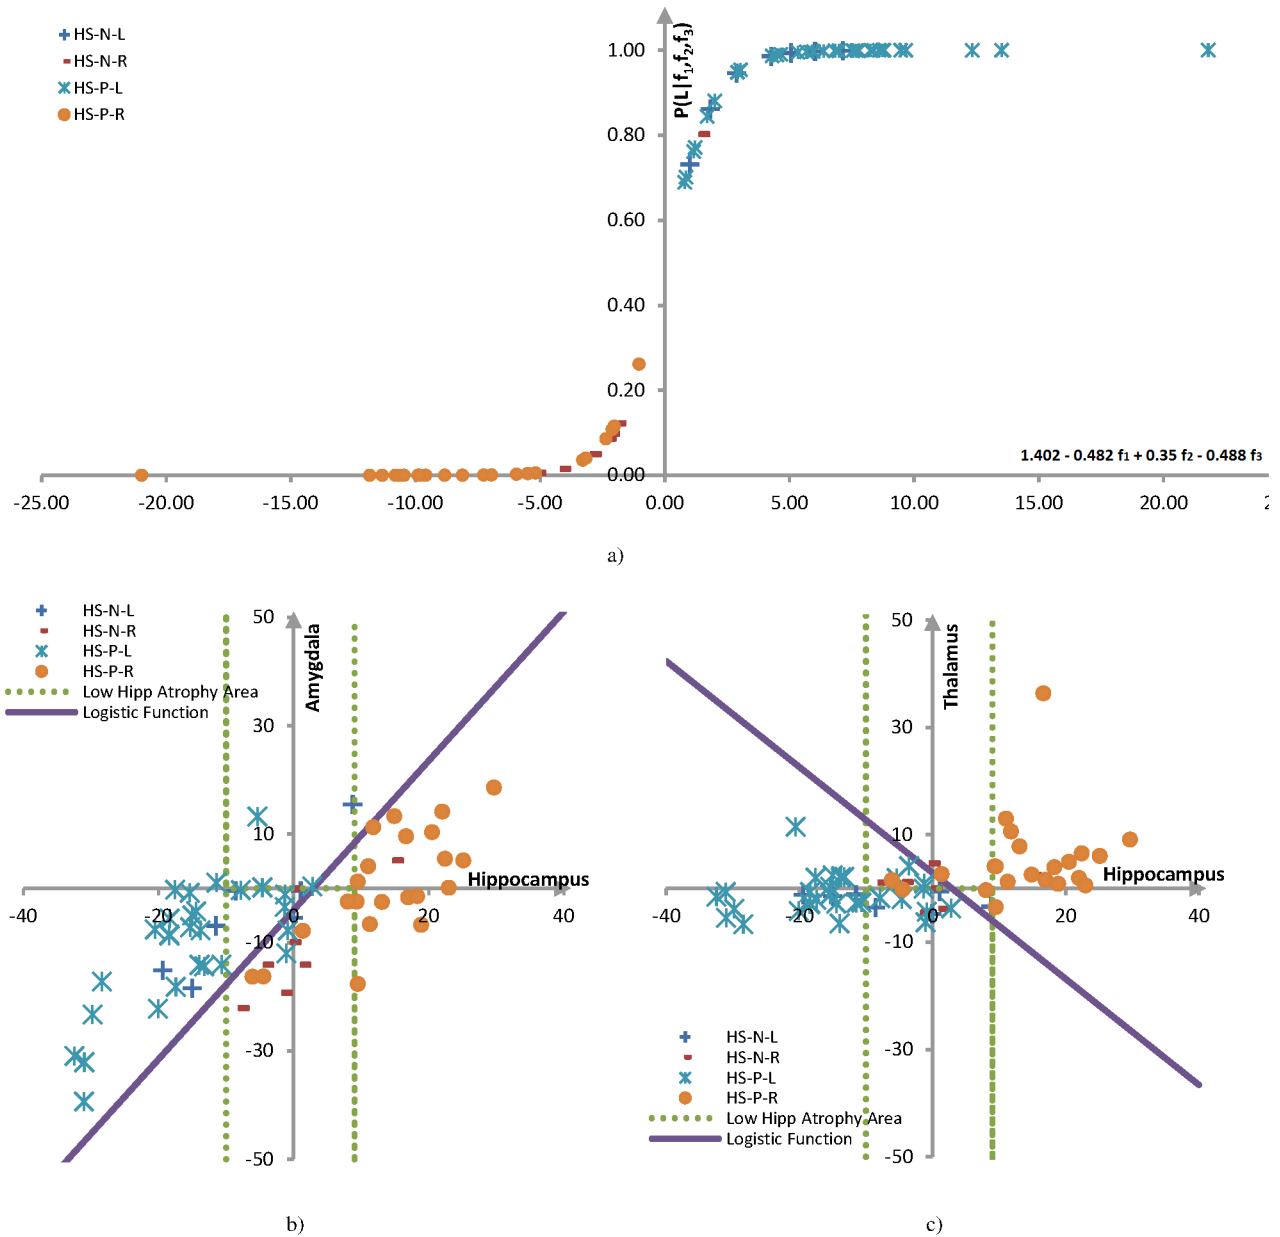 HS-N-L
HS-N-R
HS-P-L
HS-P-R
P(L|f1,f2,f3)
1.00
0.80
0.60
0.40
0.20
0.00
1.402 - 0.482 f1 + 0.35 f2 - 0.488 f3
-25.00 -20.00 -15.00 -10.00 -5.00 0.00 5.00 10.00 15.00 20.00 2
a)
HS-N-L
HS-N-R
HS-P-L
HS-P-R
Low Hipp Atrophy Area
Logistic Function
Amygdala
50
30
10
Hippocampus
-40 -20 0 20 40
-10
-30
-50
b)
Thalamus
50
30
10
Hippocampus
-40 -20 0 20 40
-10
-30
-50
HS-N-L
HS-N-R
HS-P-L
HS-P-R
Low Hipp Atrophy Area
Logistic Function
c)